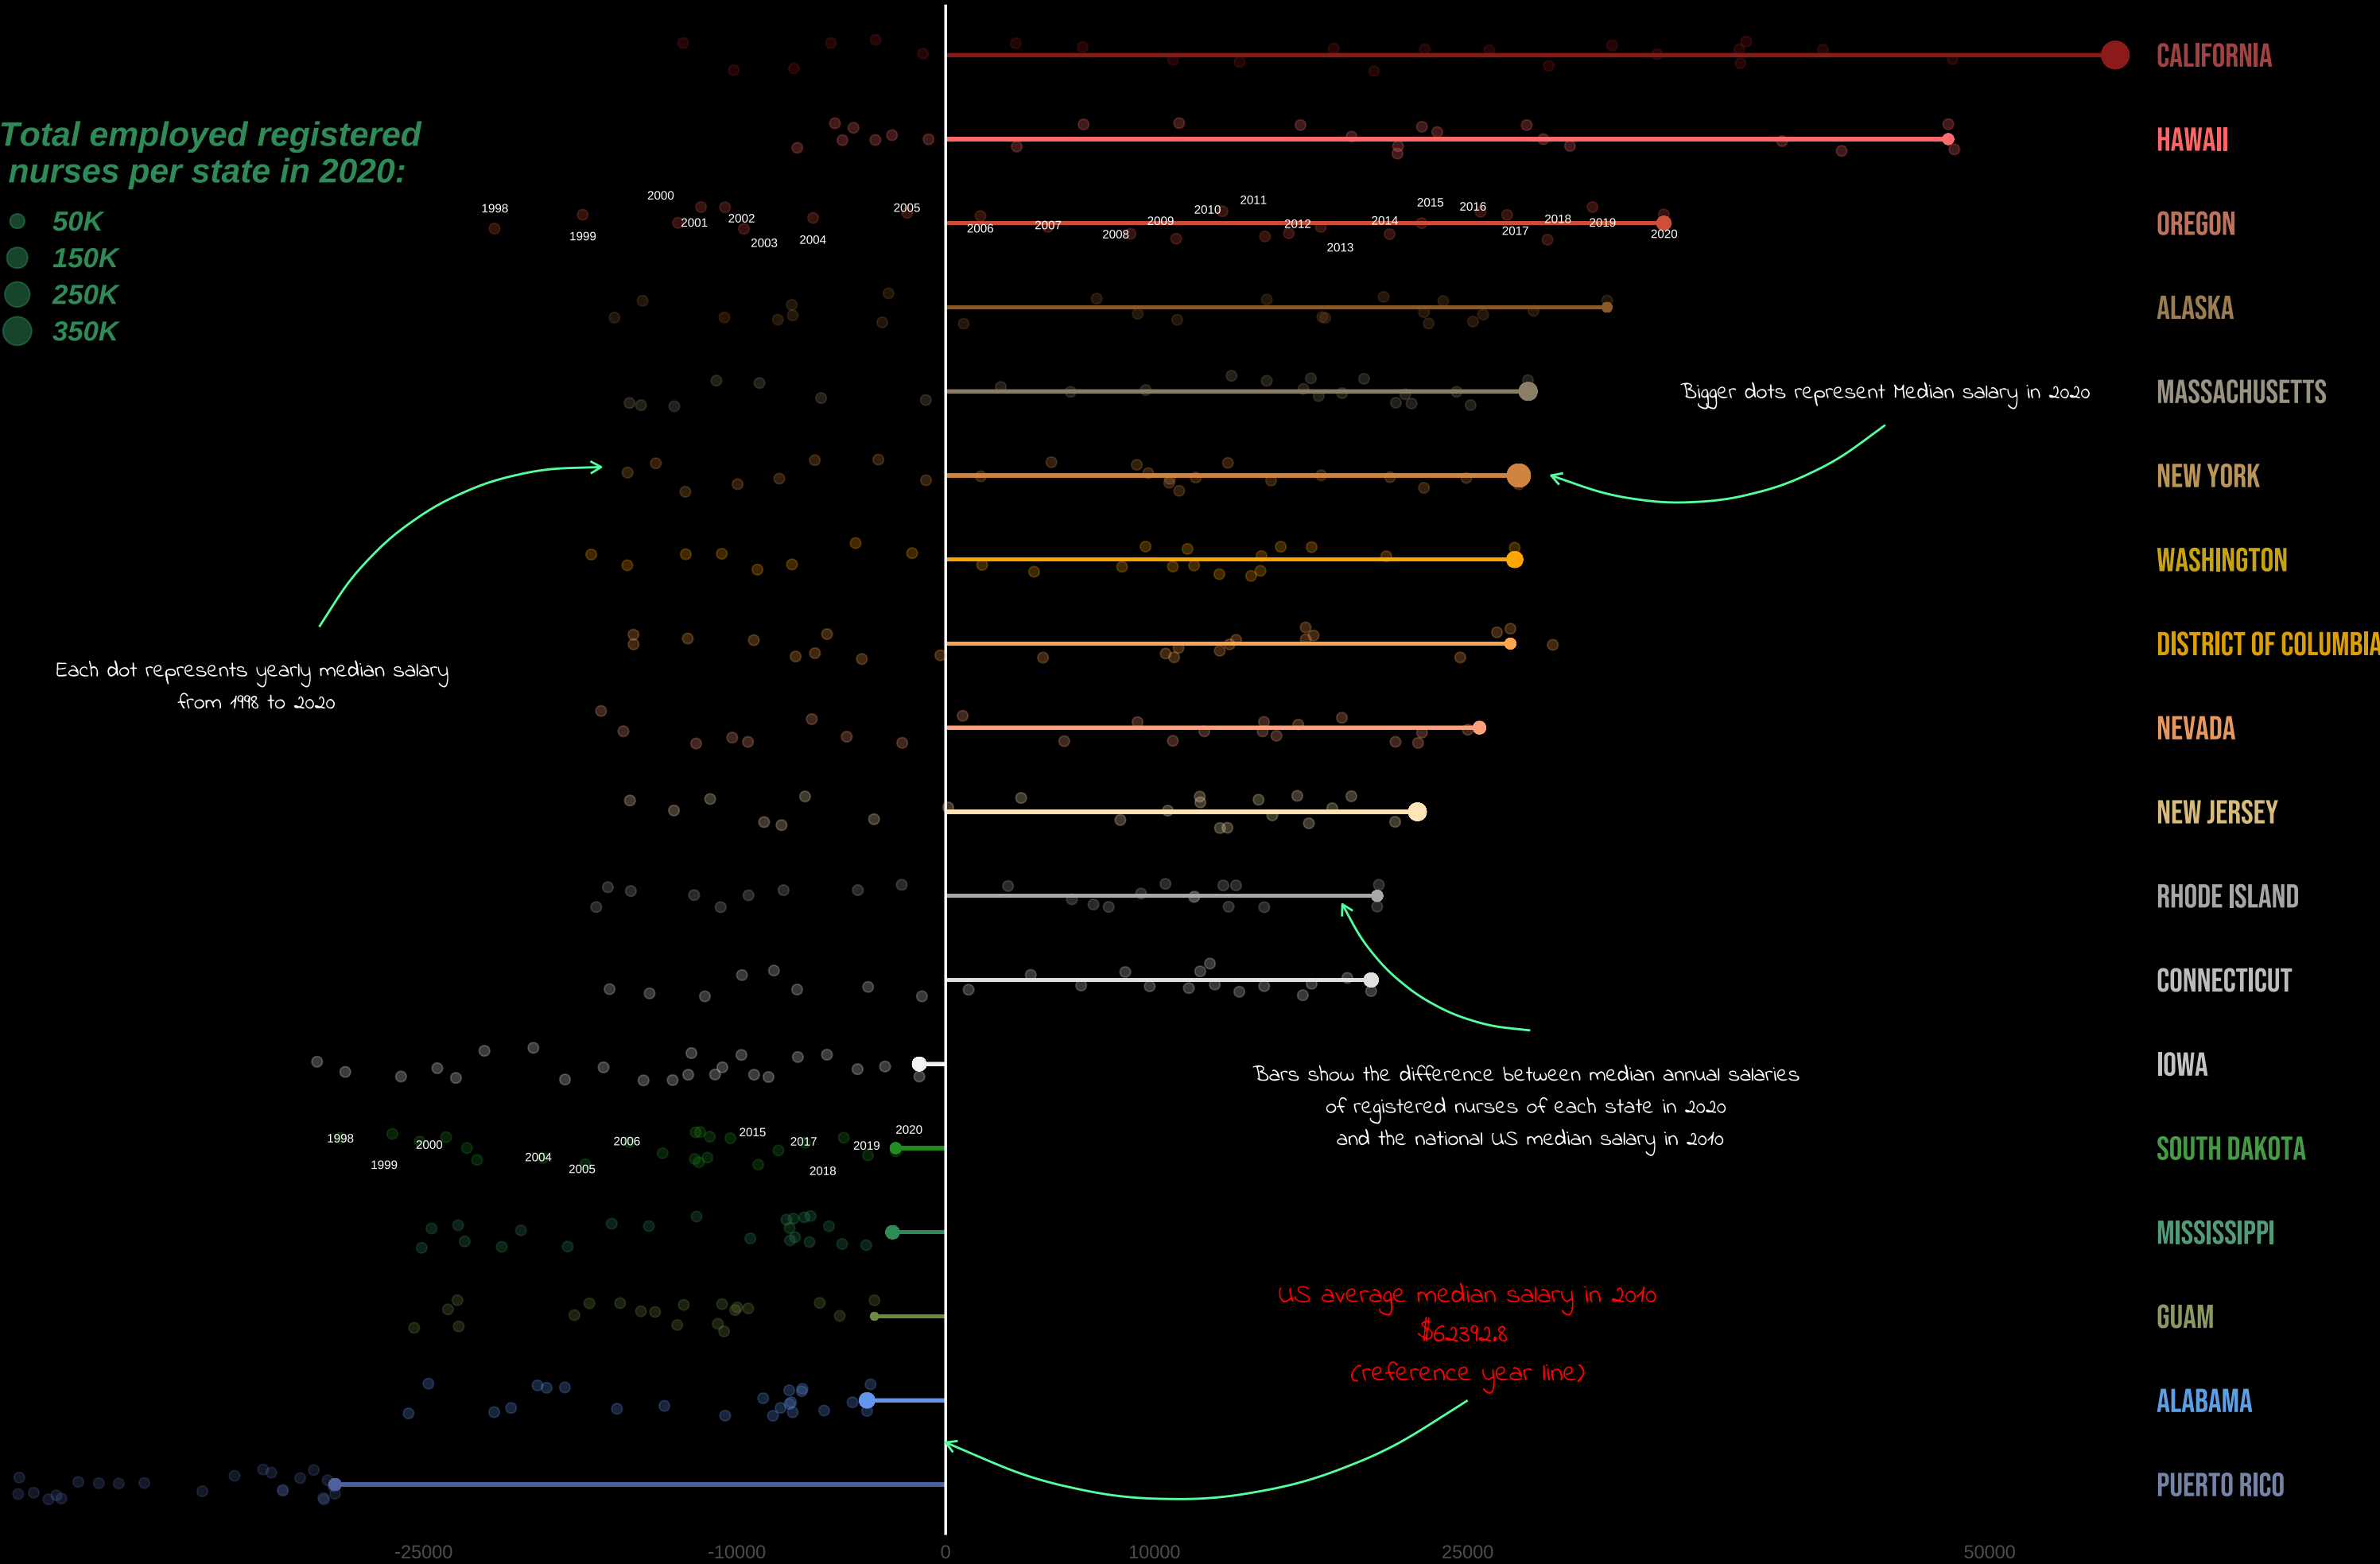 CALIFORNIA
Total employed registered
nurses per state in 2020:
50K
150K
250K
350K
HAWAII
1998
1999
2000
2001
2002
2003
2004
2005
2006
2007
2008
2009
2010
2011
2012
2013
2014
2015
2016
2017
2018
2019
2020
OREGON
ALASKA
Bigger dots represent Median salary in 2020
MASSACHUSETTS
NEW YORK
WASHINGTON
Each dot represents yearly median salary
from 1998 to 2020
DISTRICT OF COLUMBIA
NEVADA
NEW JERSEY
RHODE ISLAND
CONNECTICUT
Bars show the difference between median annual salaries
of registered nurses of each state in 2020
and the national US median salary in 2010
IOWA
1998
1999
2000
2004
2005
2006
2015
2017
2018
2019
2020
SOUTH DAKOTA
MISSISSIPPI
US average median salary in 2010
$62392.8
(reference year line)
GUAM
ALABAMA
PUERTO RICO
-25000
-10000
0
10000
25000
50000